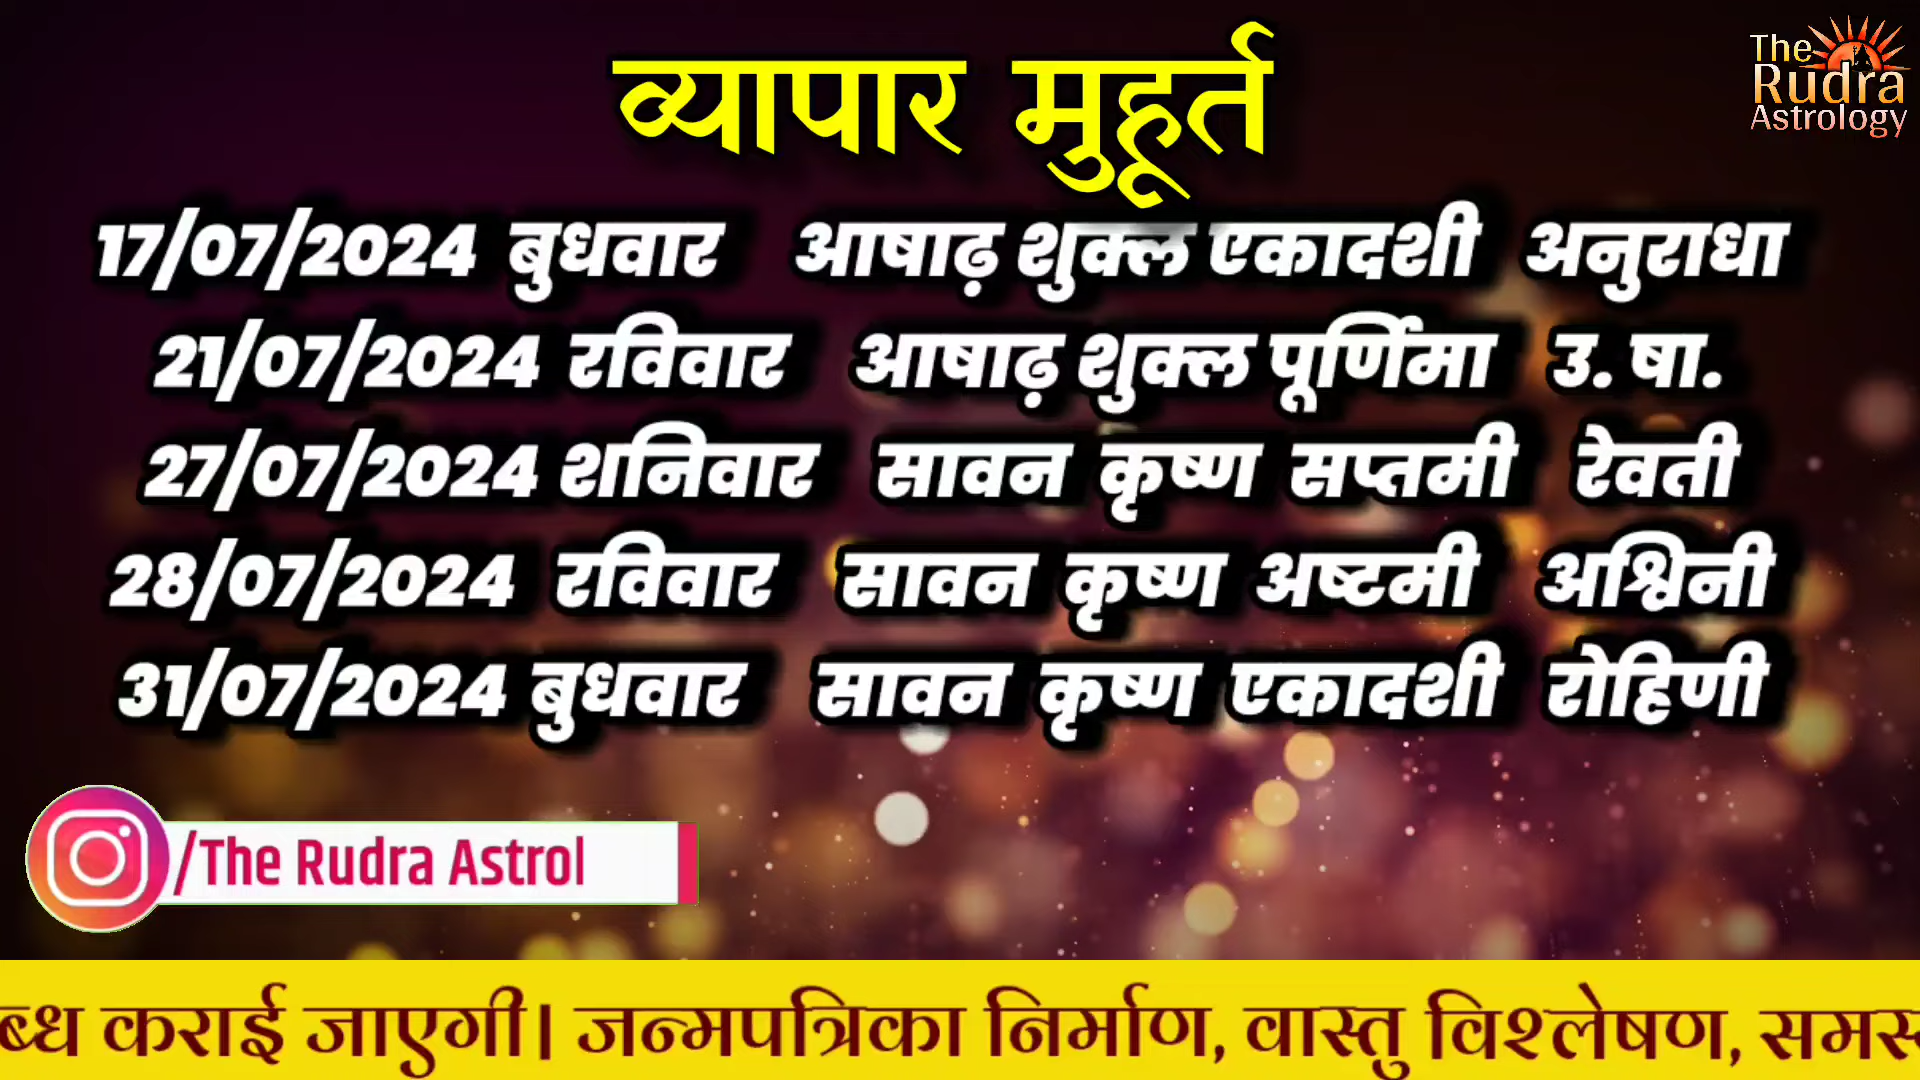 व्यापार मुहूर्त
The
Rudra
Astrology
17/07/2024 बुधवार आषाढ़ शुक्ल एकादशी अनुराधा
21/07/2024 रविवार आषाढ़ शुक्ल पूर्णिमा उ. षा.
27/07/2024 शनिवार सावन कृष्ण सप्तमी रेवती
28/07/2024 रविवार सावन कृष्ण अष्टमी अश्विनी
31/07/2024 बुधवार सावन कृष्ण एकादशी रोहिणी
/The Rudra Astrol
ब्ध कराई जाएगी। जन्मपत्रिका निर्माण, वास्तु विश्लेषण, समस्